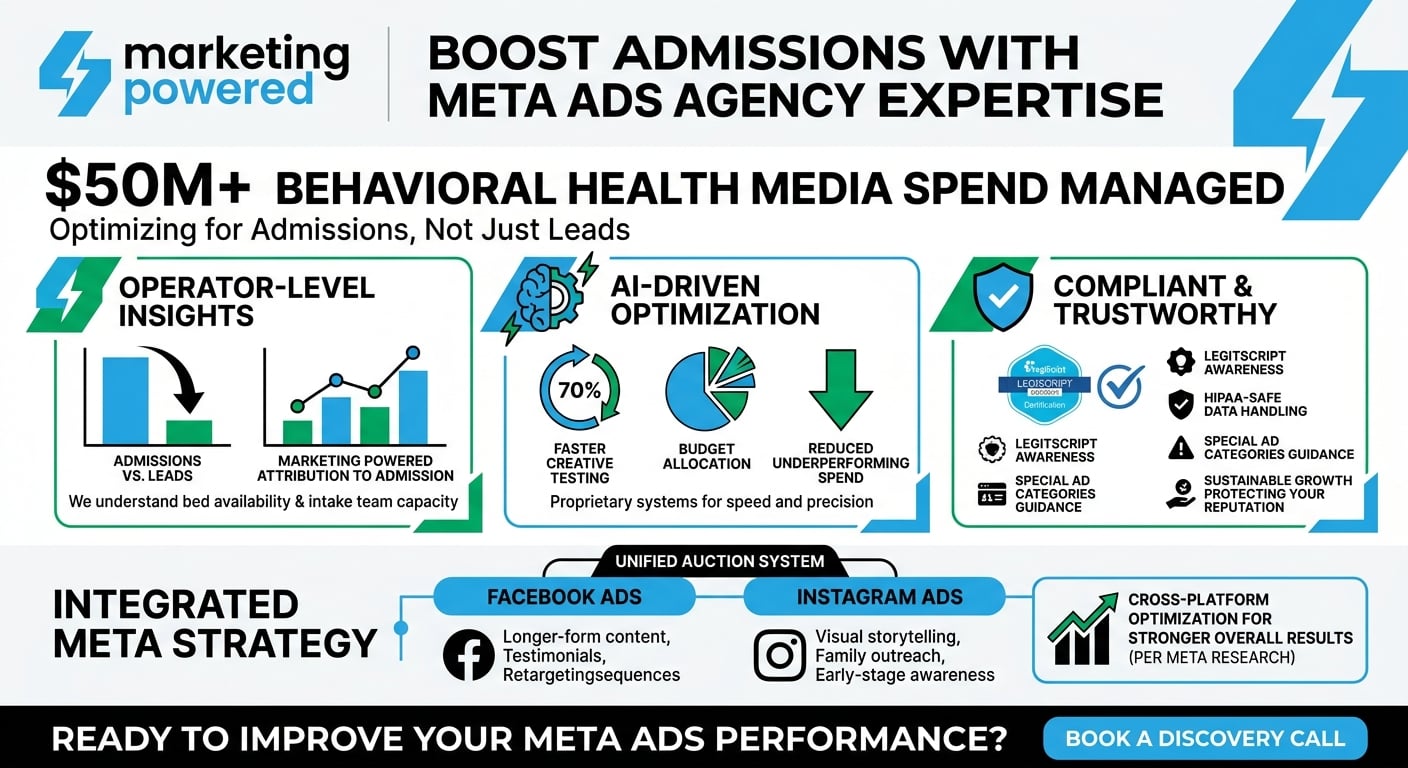 marketing
powered
BOOST ADMISSIONS WITH
META ADS AGENCY EXPERTISE
$50M+ BEHAVIORAL HEALTH MEDIA SPEND MANAGED
Optimizing for Admissions, Not Just Leads
OPERATOR-LEVEL
INSIGHTS
ADMISSIONS
VS. LEADS
MARKETING POWERED
ATTRIBUTION TO ADMISSION
We understand bed availability & intake team capacity
AI-DRIVEN
OPTIMIZATION
70%
FASTER
CREATIVE
TESTING
BUDGET
ALLOCATION
REDUCED
UNDERPERFORMING
SPEND
Proprietary systems for speed and precision
COMPLIANT &
TRUSTWORTHY
LEGITSCRIPT
AWARENESS
SPECIAL AD
CATEGORIES
GUIDANCE
LEGITSCRIPT
AWARENESS
HIPAA-SAFE
DATA HANDLING
SPECIAL AD
CATEGORIES GUIDANCE
SUSTAINABLE GROWTH
PROTECTING YOUR
REPUTATION
INTEGRATED
META STRATEGY
UNIFIED AUCTION SYSTEM
FACEBOOK ADS
Longer-form content,
Testimonials,
Retargetingsequences
INSTAGRAM ADS
Visual storytelling,
Family outreach,
Early-stage awareness
CROSS-PLATFORM
OPTIMIZATION FOR
STRONGER OVERALL RESULTS
(PER META RESEARCH)
READY TO IMPROVE YOUR META ADS PERFORMANCE?
BOOK A DISCOVERY CALL